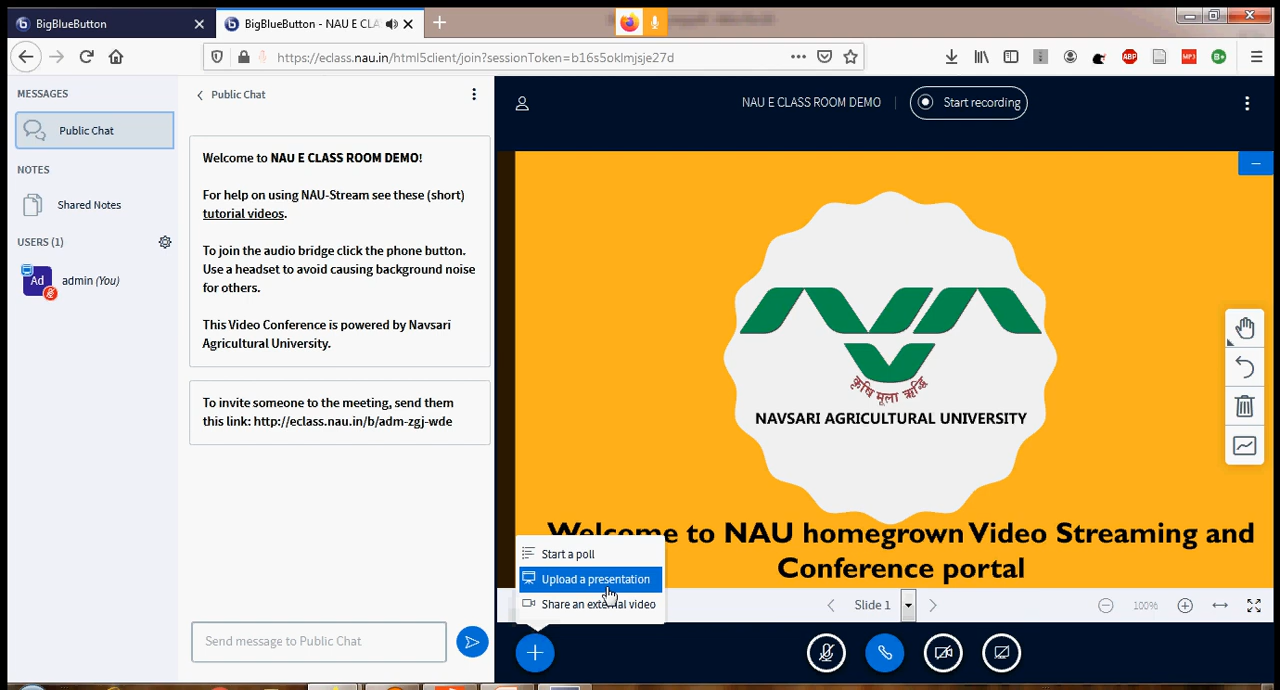 BigBlueButton
BigBlueButton - NAU E CLA
https://eclass.nau.in/html5client/join?sessionToken=b16s5oklmjsje27d
ABP
MP3
B+
MESSAGES
Public Chat
NOTES
Shared Notes
USERS (1)
Ad
admin (You)
Public Chat
Welcome to NAU E CLASS ROOM DEMO!
For help on using NAU-Stream see these (short)
tutorial videos.
To join the audio bridge click the phone button.
Use a headset to avoid causing background noise
for others.
This Video Conference is powered by Navsari
Agricultural University.
To invite someone to the meeting, send them
this link: http://eclass.nau.in/b/adm-zgj-wde
Send message to Public Chat
NAU E CLASS ROOM DEMO
Start recording
कृषि मूला ऋद्धि
NAVSARI AGRICULTURAL UNIVERSITY
Welcome to NAU homegrown Video Streaming and
Conference portal
Start a poll
Upload a presentation
Share an external video
Slide 1
100%